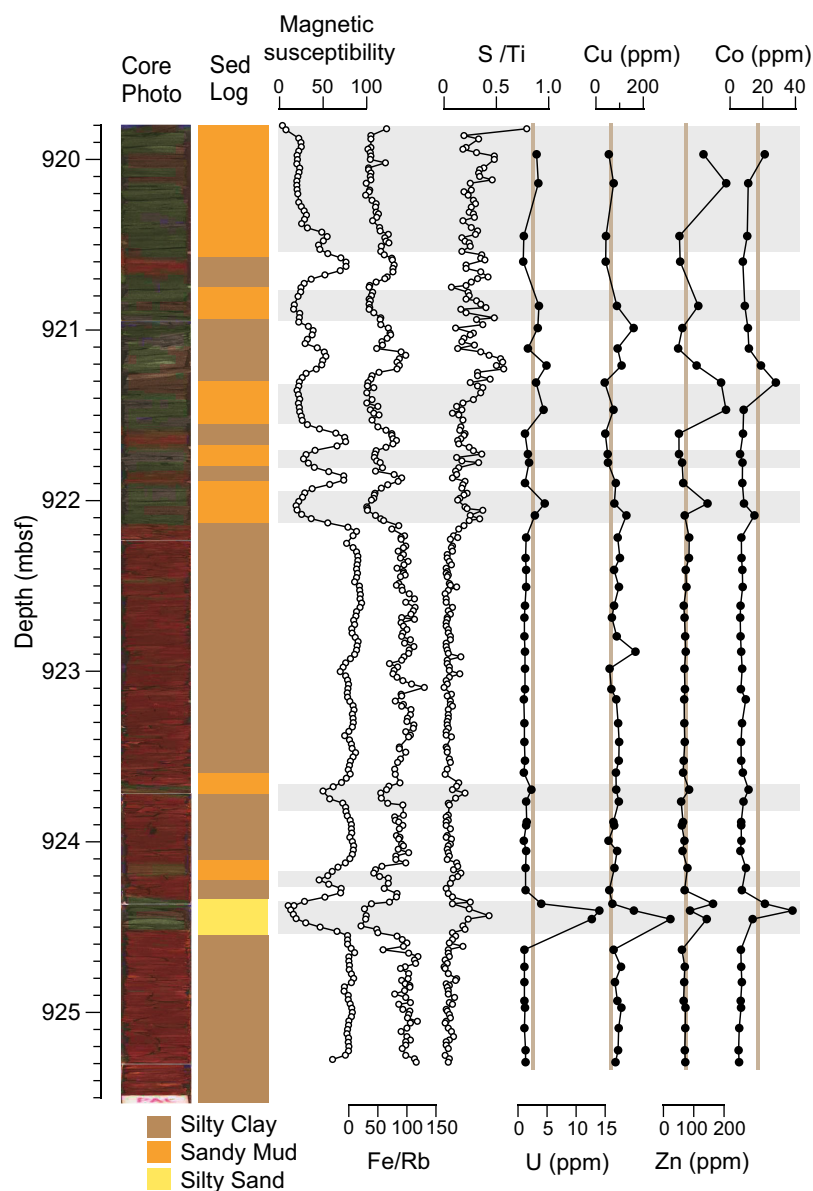 Magnetic
susceptibility
S /Ti
Cu (ppm)
Co (ppm)
Core
Photo
Sed
Log
0 50 100
0 0.5 1.0
0 200
0 20 40
Depth (mbsf)
920
921
922
923
924
925
Silty Clay
Sandy Mud
Silty Sand
0 50 100 150
Fe/Rb
0 5 10 15
U (ppm)
0 100 200
Zn (ppm)